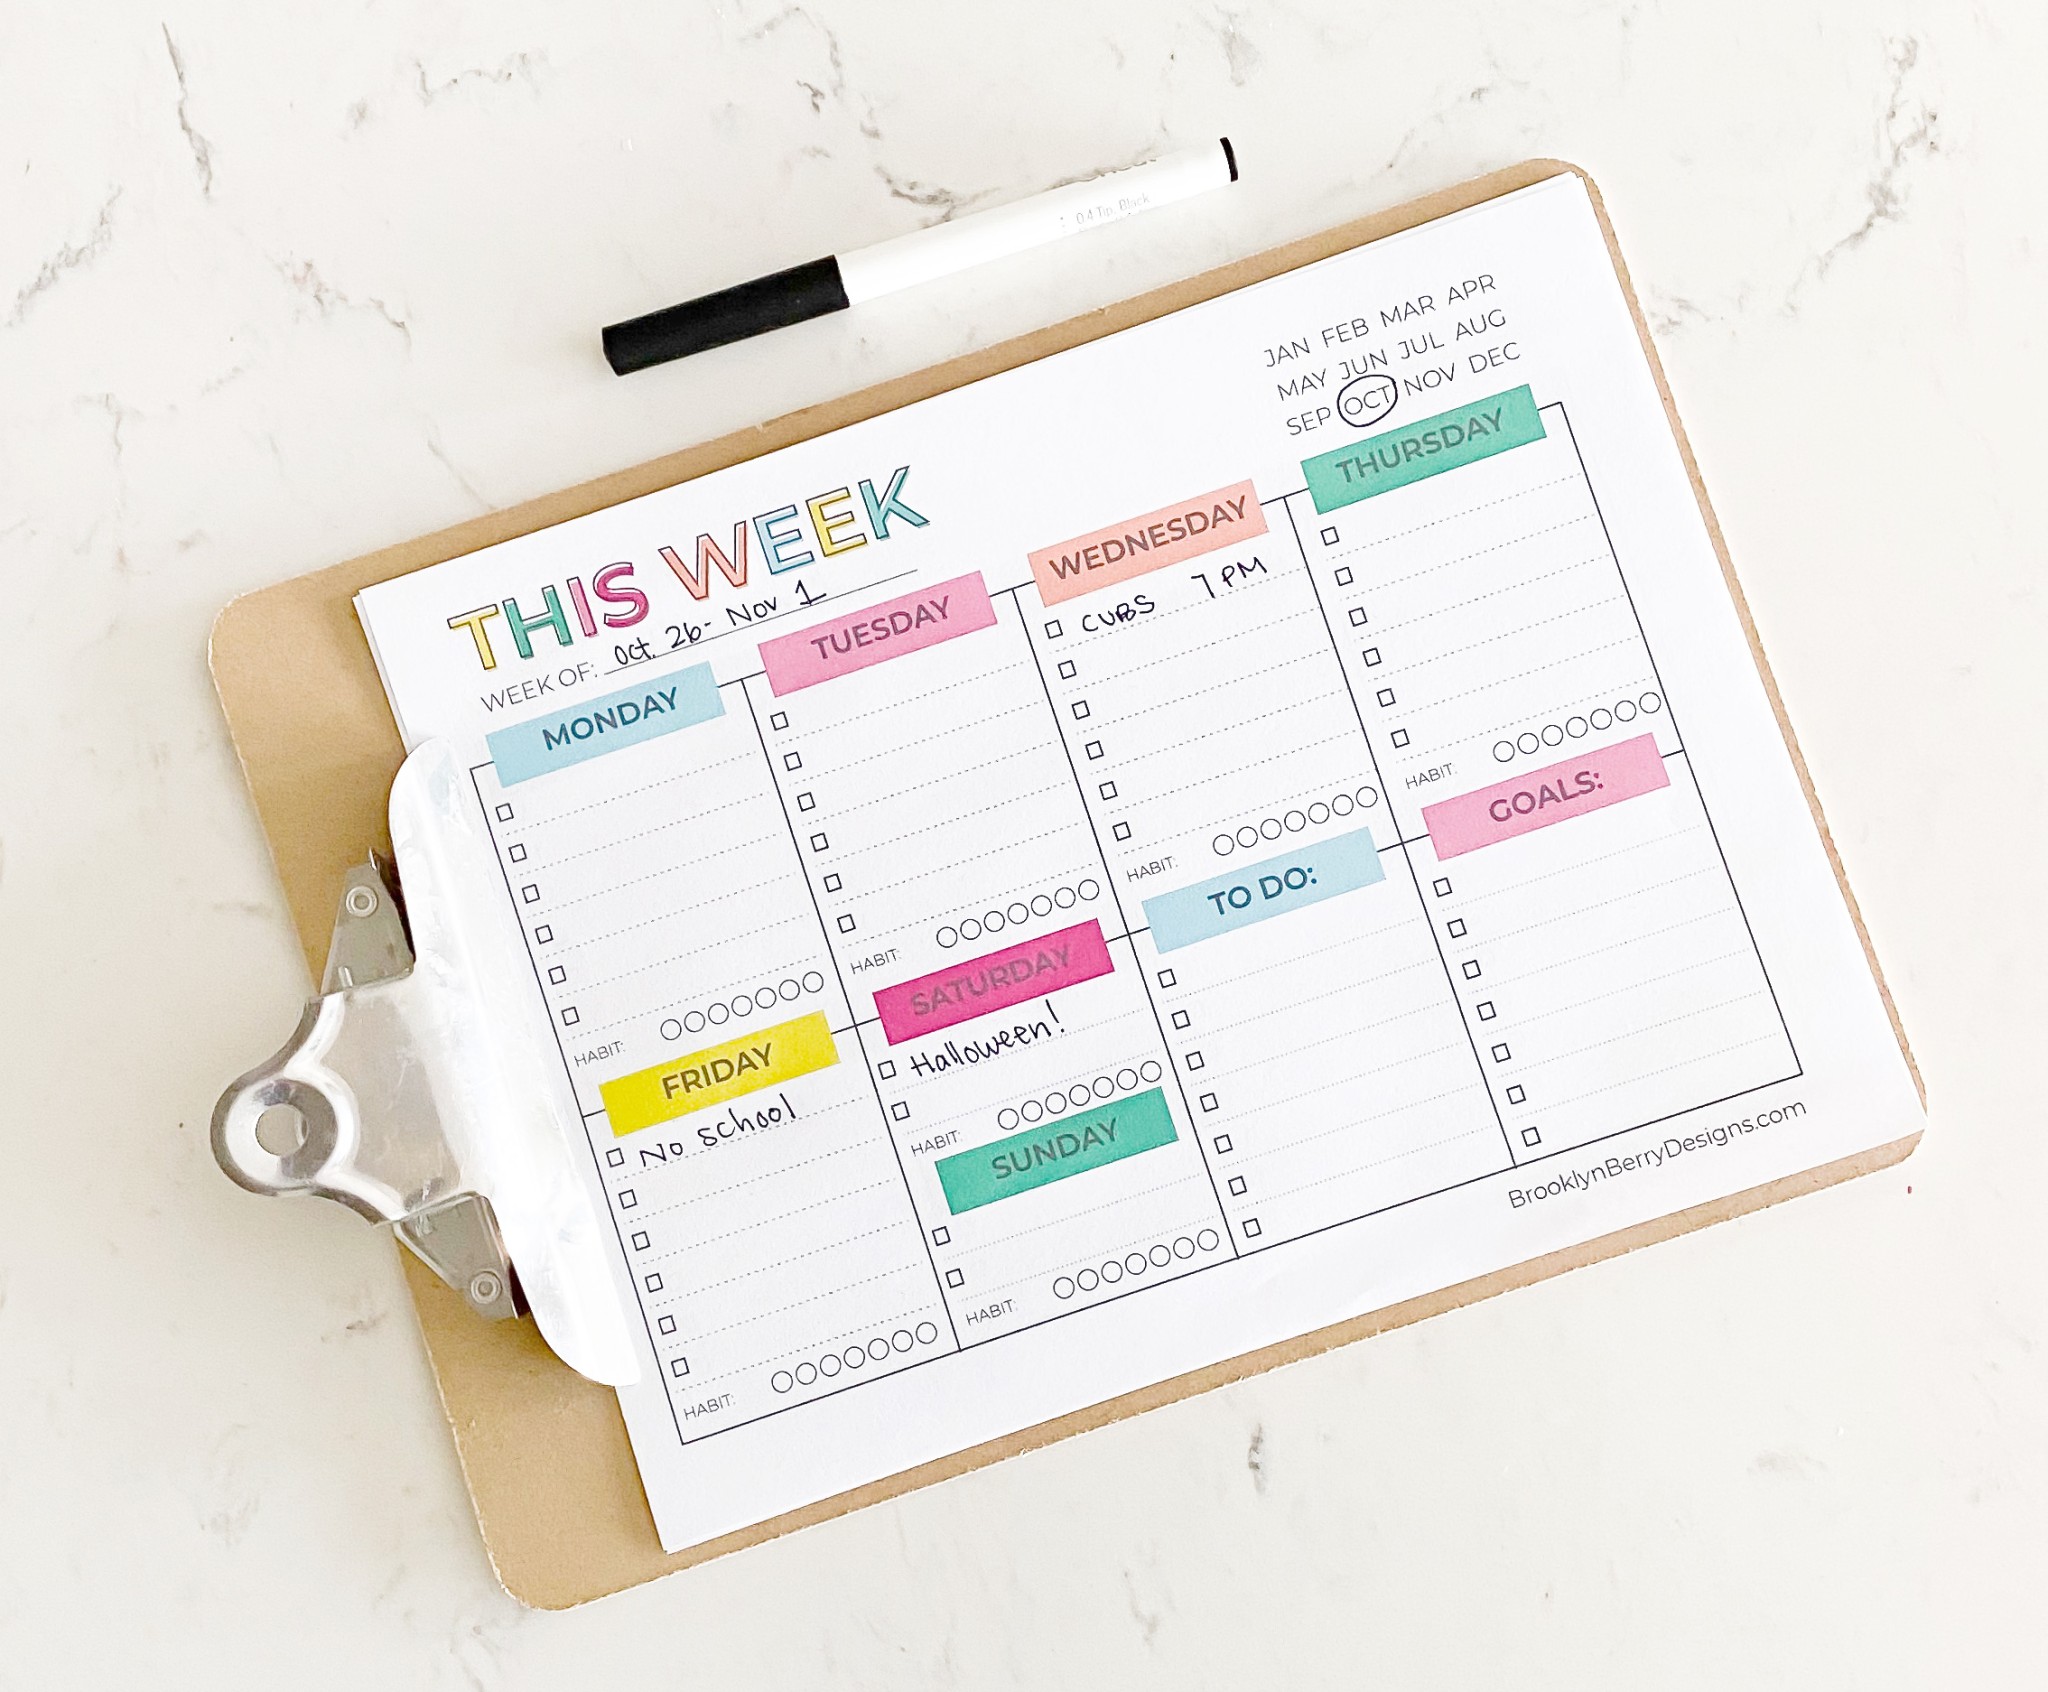 0.4 Tip, Black
JAN FEB MAR APR
MAY JUN JUL AUG
SEP OCT NOV DEC
THIS WEEK
WEEK OF: Oct. 26 - Nov 1
MONDAY
HABIT:
TUESDAY
HABIT:
WEDNESDAY
CUBS 7 PM
HABIT:
THURSDAY
HABIT:
FRIDAY
No school
HABIT:
SATURDAY
Halloween!
HABIT:
SUNDAY
HABIT:
TO DO:
GOALS:
BrooklynBerryDesigns.com